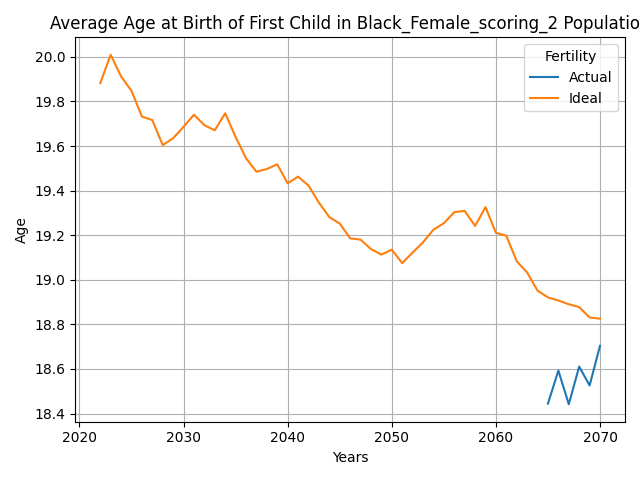 Average Age at Birth of First Child in Black_Female_scoring_2 Populatio
Fertility
Actual
Ideal
Age
20.0
19.8
19.6
19.4
19.2
19.0
18.8
18.6
18.4
2020 2030 2040 2050 2060 2070
Years